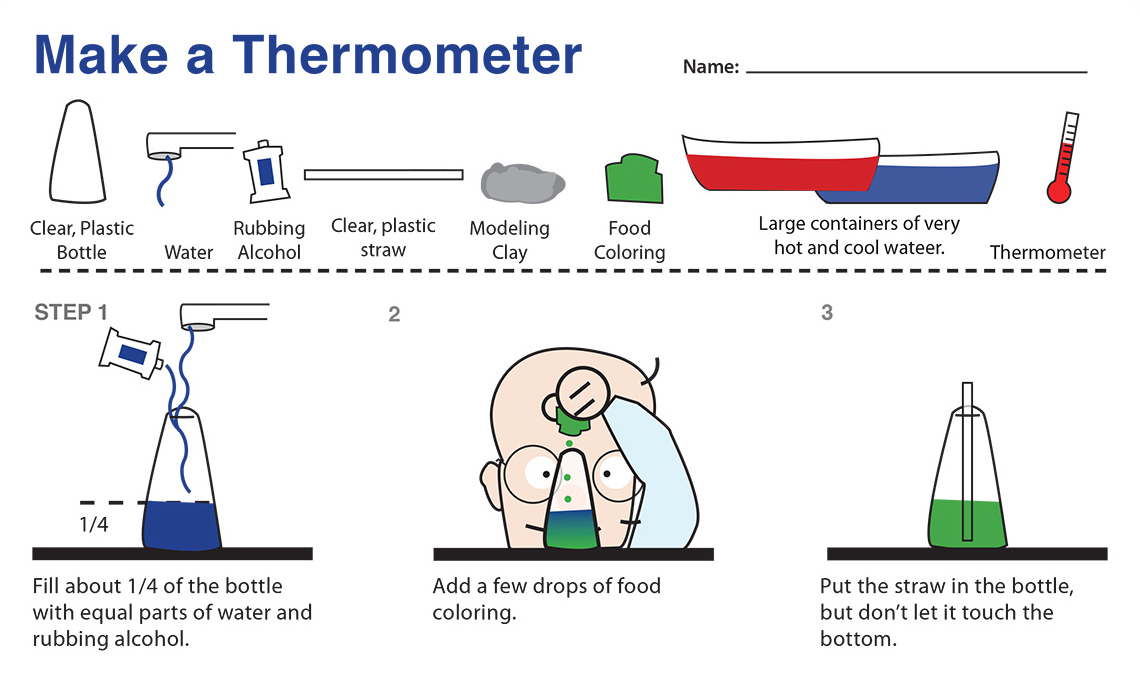 Make a Thermometer
Name:
Clear, Plastic
Bottle
Water
Rubbing
Alcohol
Clear, plastic
straw
Modeling
Clay
Food
Coloring
Large containers of very
hot and cool wateer.
Thermometer
STEP 1
1/4
Fill about 1/4 of the bottle
with equal parts of water and
rubbing alcohol.
2
Add a few drops of food
coloring.
3
Put the straw in the bottle,
but don’t let it touch the
bottom.